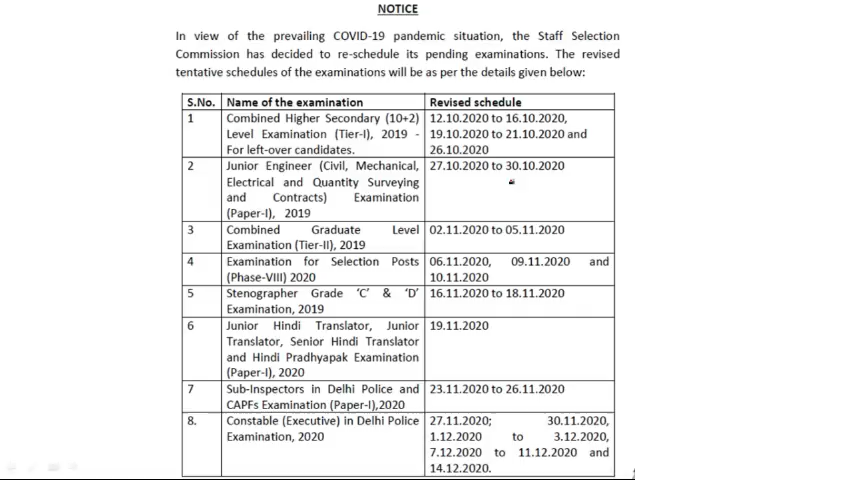 NOTICE
In view of the prevailing COVID-19 pandemic situation, the Staff Selection
Commission has decided to re-schedule its pending examinations. The revised
tentative schedules of the examinations will be as per the details given below:
S.No. Name of the examination Revised schedule
1 Combined Higher Secondary (10+2) 12.10.2020 to 16.10.2020,
Level Examination (Tier-I), 2019 - 19.10.2020 to 21.10.2020 and
For left-over candidates. 26.10.2020
2 Junior Engineer (Civil, Mechanical, 27.10.2020 to 30.10.2020
Electrical and Quantity Surveying
and Contracts) Examination
(Paper-I), 2019
3 Combined Graduate Level 02.11.2020 to 05.11.2020
Examination (Tier-II), 2019
4 Examination for Selection Posts 06.11.2020, 09.11.2020 and
(Phase-VIII) 2020 10.11.2020
5 Stenographer Grade ‘C’ & ‘D’ 16.11.2020 to 18.11.2020
Examination, 2019
6 Junior Hindi Translator, Junior 19.11.2020
Translator, Senior Hindi Translator
and Hindi Pradhyapak Examination
(Paper-I), 2020
7 Sub-Inspectors in Delhi Police and 23.11.2020 to 26.11.2020
CAPFs Examination (Paper-I),2020
8. Constable (Executive) in Delhi Police 27.11.2020; 30.11.2020,
Examination, 2020 1.12.2020 to 3.12.2020,
7.12.2020 to 11.12.2020 and
14.12.2020.